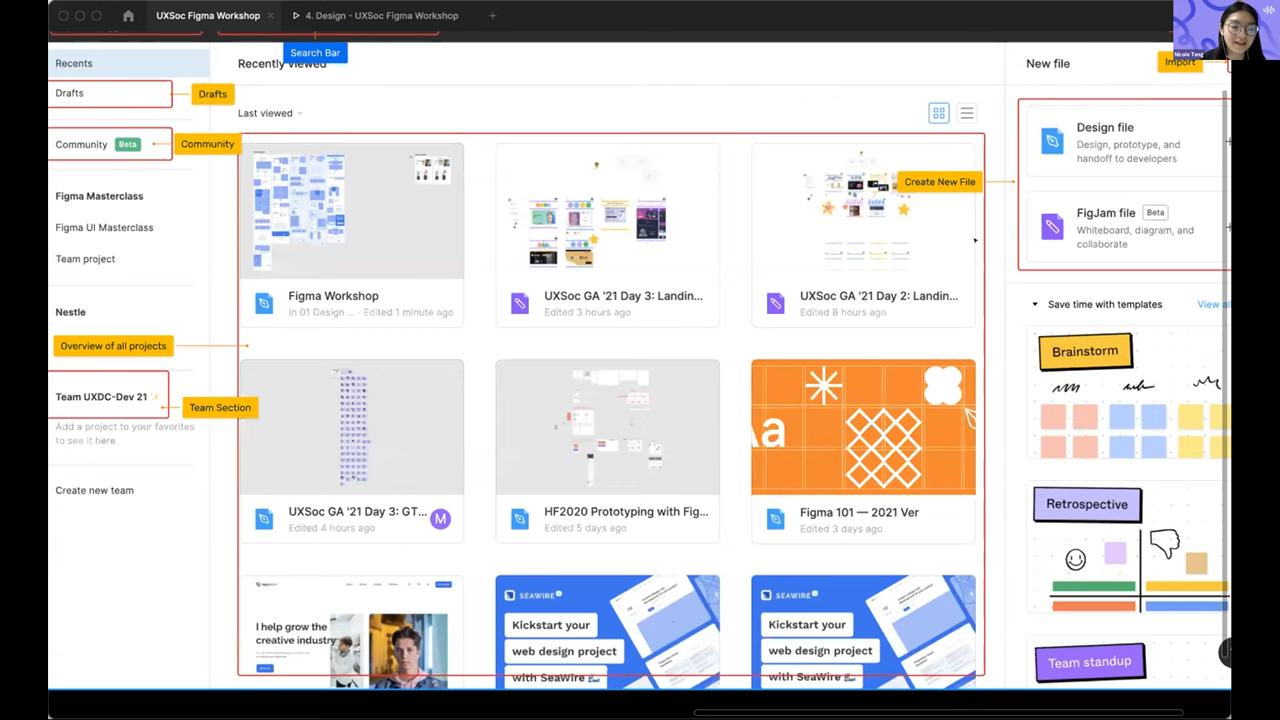 UXSoc Figma Workshop
4. Design - UXSoc Figma Workshop
Nicole Teng
Search Bar
Recents
Drafts
Drafts
Community Beta
Community
Figma Masterclass
Figma UI Masterclass
Team project
Nestle
Overview of all projects
Team UXDC-Dev 21
Team Section
Add a project to your favorites
to see it here
Create new team
Recently viewed
Last viewed
Figma Workshop
In 01 Design ... · Edited 1 minute ago
UXSoc GA '21 Day 3: Landin...
Edited 3 hours ago
UXSoc GA '21 Day 2: Landin...
Edited 8 hours ago
UXSoc GA '21 Day 3: GT...
Edited 4 hours ago
M
HF2020 Prototyping with Fig...
Edited 5 days ago
Aa
Figma 101 — 2021 Ver
Edited 3 days ago
I help grow the
creative industry
SEAWIRE
Kickstart your
web design project
with SeaWire
SEAWIRE
Kickstart your
web design project
with SeaWire
New file
Import
Create New File
Design file
Design, prototype, and
handoff to developers
FigJam file Beta
Whiteboard, diagram, and
collaborate
Save time with templates
View all
Brainstorm
Retrospective
Team standup